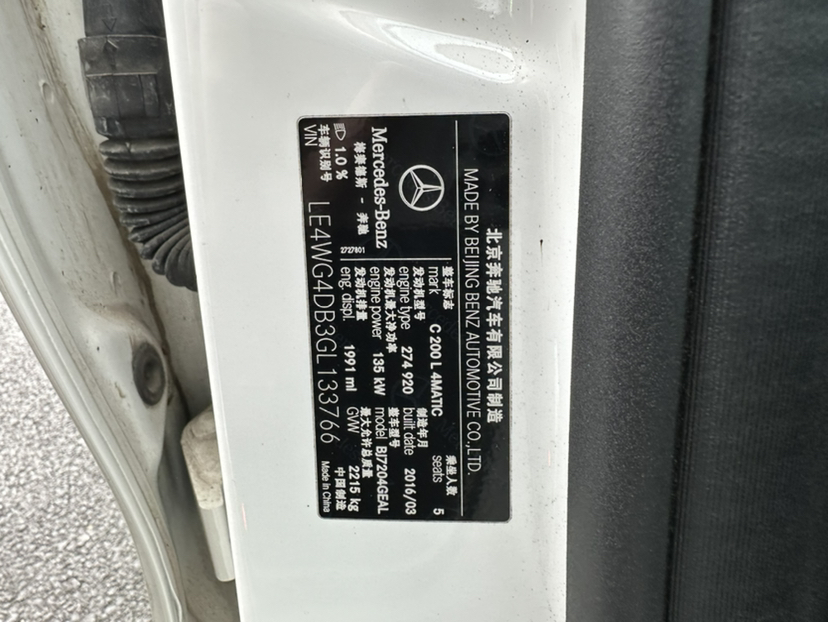 北京奔驰汽车有限公司制造
MADE BY BEIJING BENZ AUTOMOTIVE CO.,LTD.
整车标志 mark C 200 L 4MATIC 乘坐人数 seats 5
发动机型号 engine type 274 920 制造年月 built date 2016/03
Mercedes-Benz
梅赛德斯 - 奔驰
发动机最大净功率 engine power 135 kW 整车型号 model BJ7204GEAL
1.0 % 2727801
发动机排量 eng. displ. 1991 ml 最大允许总质量 GVW 2215 kg
车辆识别号 VIN LE4WG4DB3GL133766
中国制造 Made in China